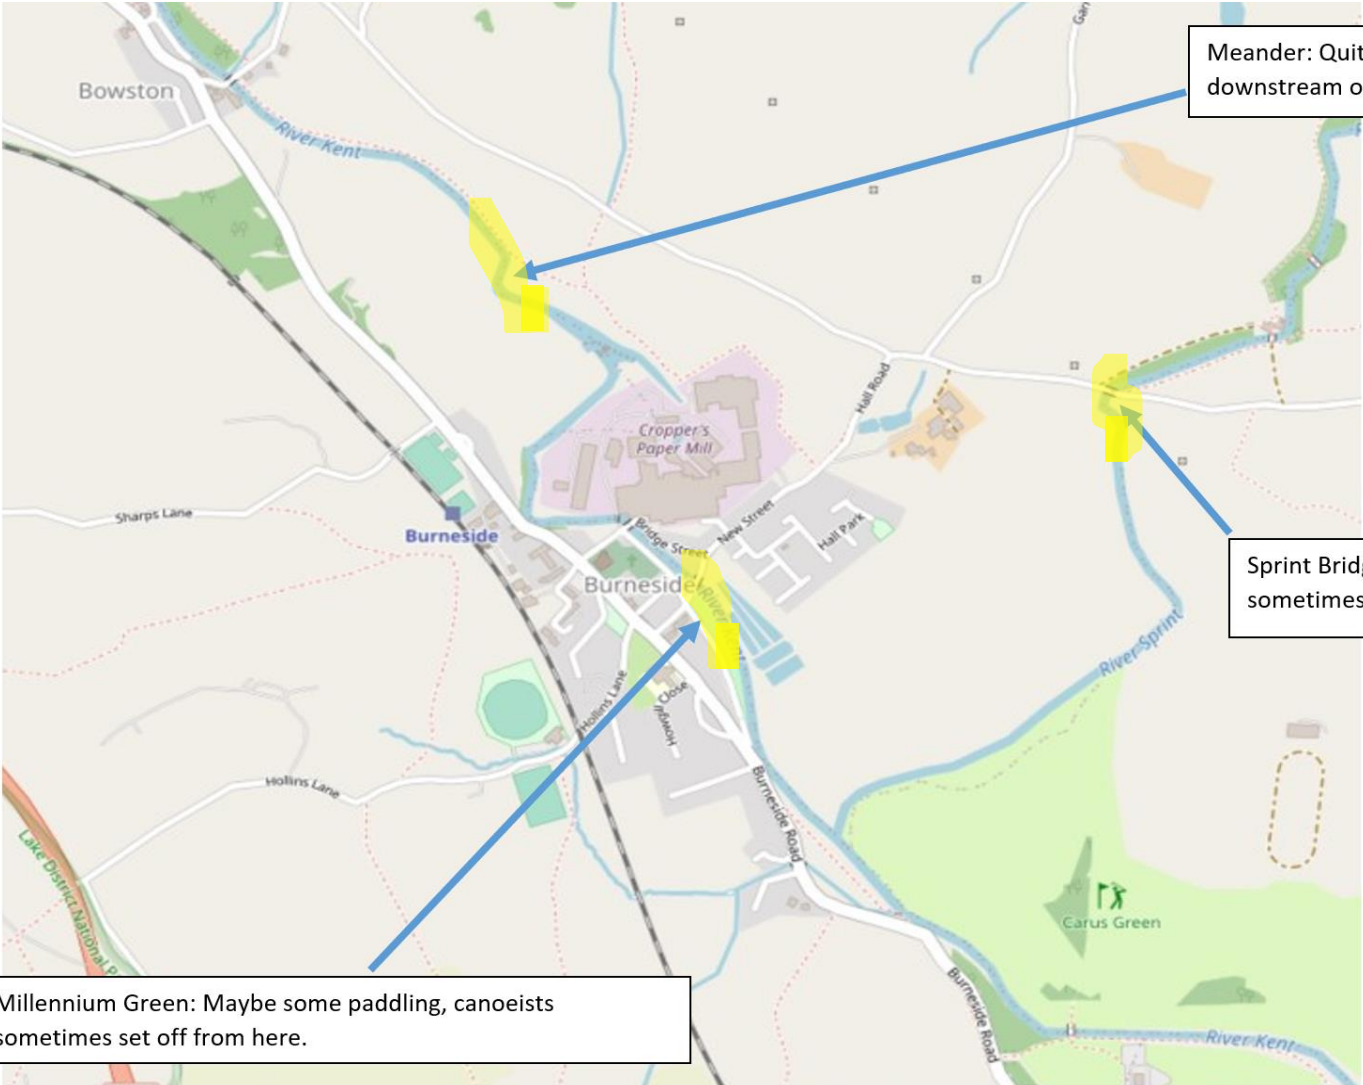 Meander: Quit
downstream o
Gar
Bowston
River Kent
Hall Road
Cropper's
Paper Mill
Sharps Lane
Burneside
New Street
Bridge Street
Hall Park
Burneside
River
Sprint Brid
sometimes
River Sprint
Close
Hollins Lane
Howgill
Hollins Lane
Burneside Road
Lake District National P
Carus Green
Burneside Road
River Kent
Millennium Green: Maybe some paddling, canoeists
sometimes set off from here.